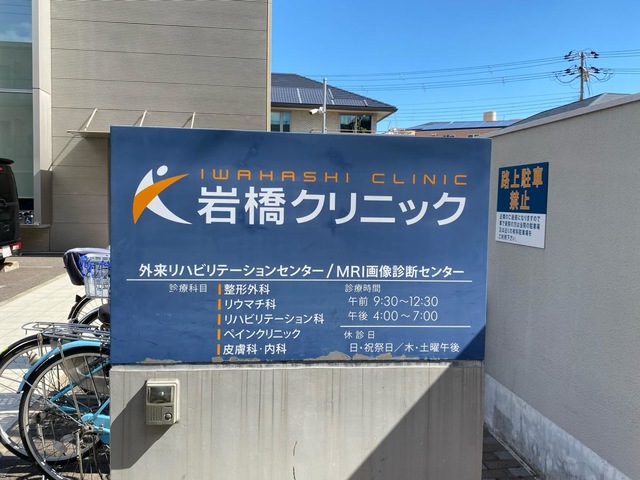 IWAHASHI CLINIC
岩橋クリニック
外来リハビリテーションセンター/MRI画像診断センター
診療科目
整形外科
リウマチ科
リハビリテーション科
ペインクリニック
皮膚科・内科
診療時間
午前 9:30〜12:30
午後 4:00〜7:00
休診日
日・祝祭日/木・土曜午後
路上駐車
禁止